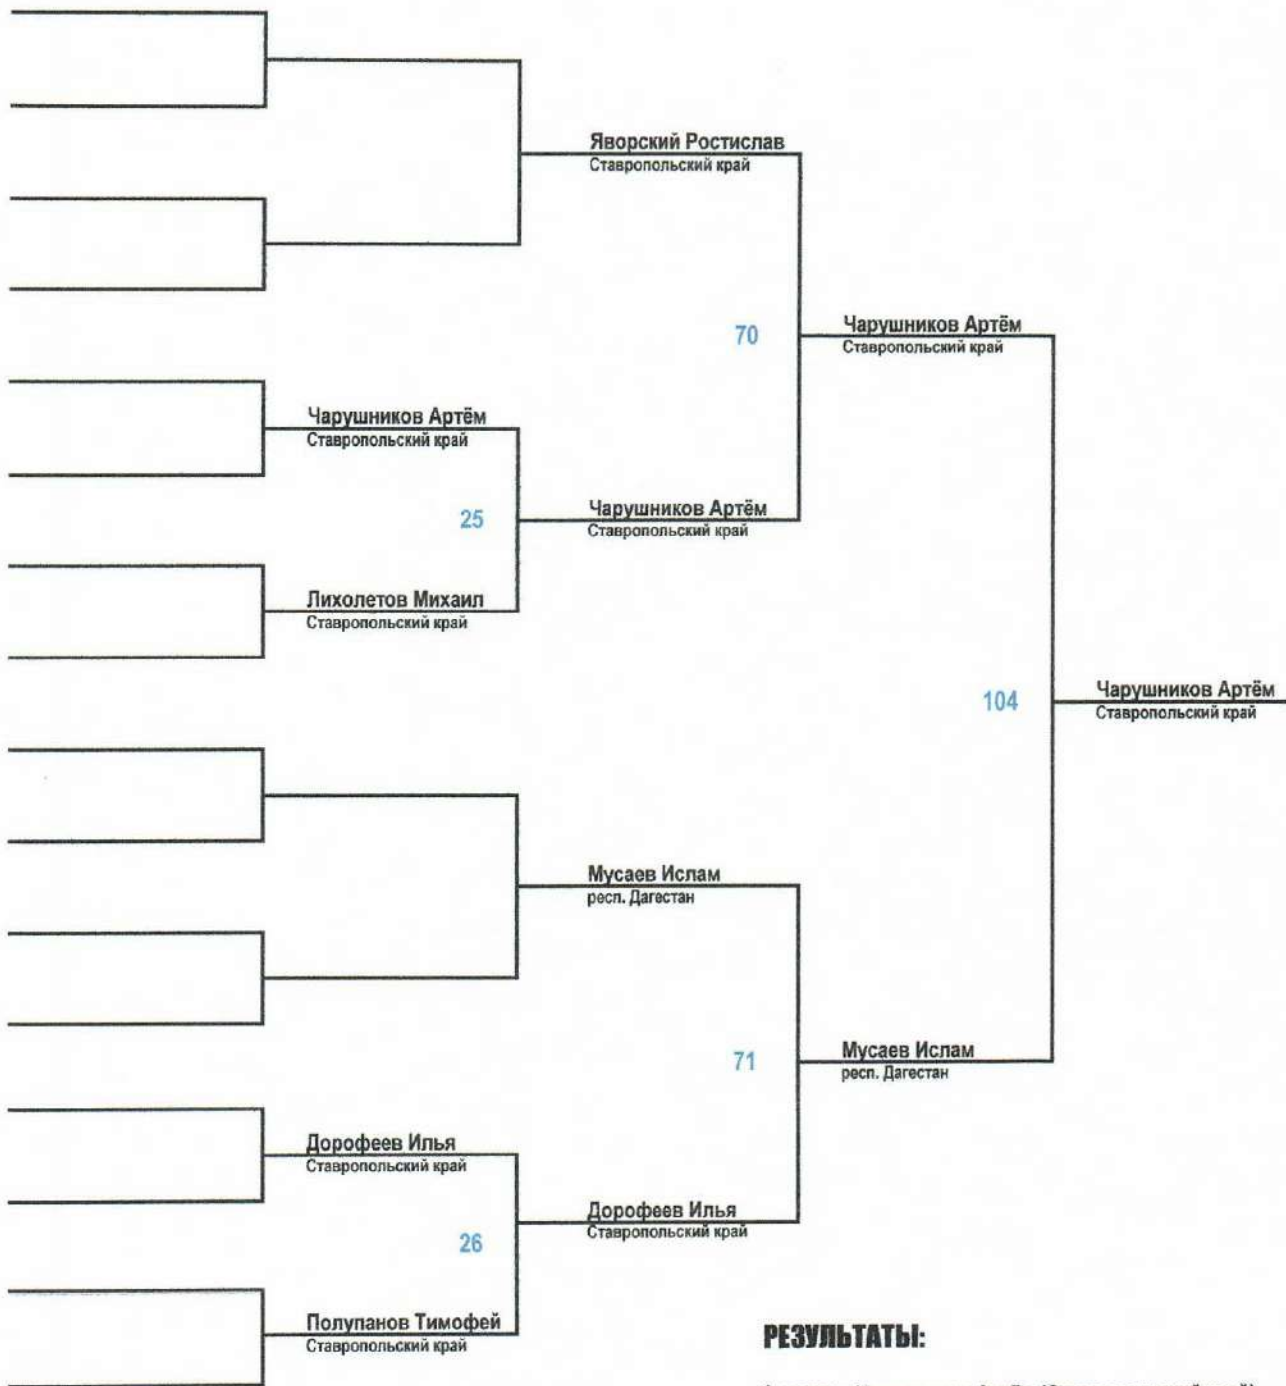 Яворский Ростислав
Ставропольский край
70
Чарушников Артём
Ставропольский край
Чарушников Артём
Ставропольский край
25
Чарушников Артём
Ставропольский край
Лихолетов Михаил
Ставропольский край
104
Чарушников Артём
Ставропольский край
Мусаев Ислам
респ. Дагестан
71
Мусаев Ислам
респ. Дагестан
Дорофеев Илья
Ставропольский край
26
Дорофеев Илья
Ставропольский край
Полупанов Тимофей
Ставропольский край
РЕЗУЛЬТАТЫ: